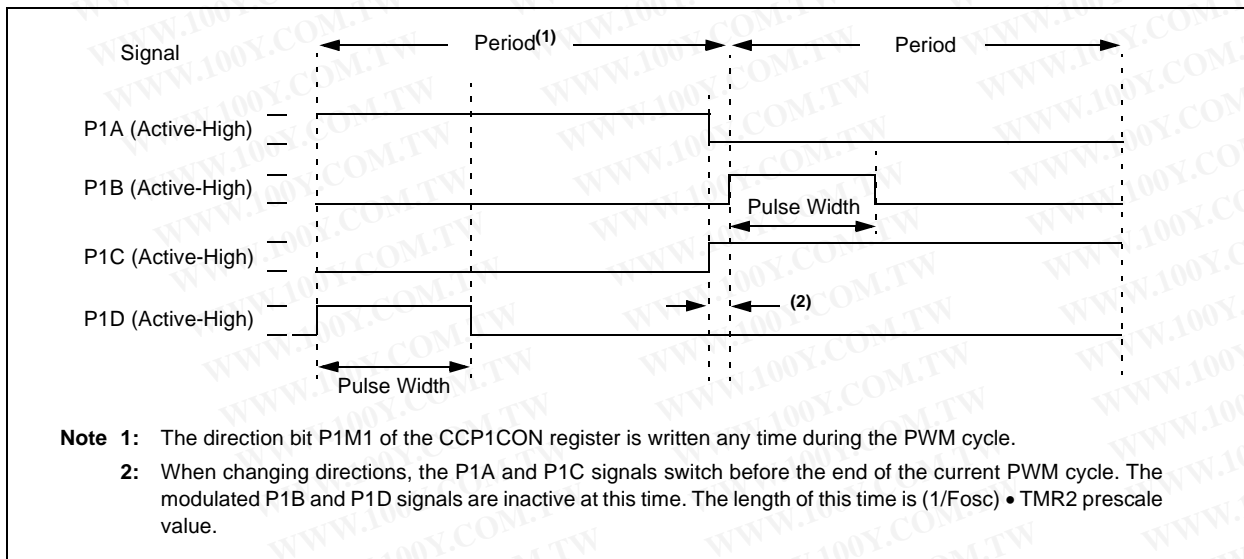 Signal
Period(1)
Period
P1A (Active-High)
P1B (Active-High)
Pulse Width
P1C (Active-High)
P1D (Active-High)
(2)
Pulse Width
Note 1: The direction bit P1M1 of the CCP1CON register is written any time during the PWM cycle.
2: When changing directions, the P1A and P1C signals switch before the end of the current PWM cycle. The
modulated P1B and P1D signals are inactive at this time. The length of this time is (1/Fosc) • TMR2 prescale
value.
WWW.100Y.COM.TW